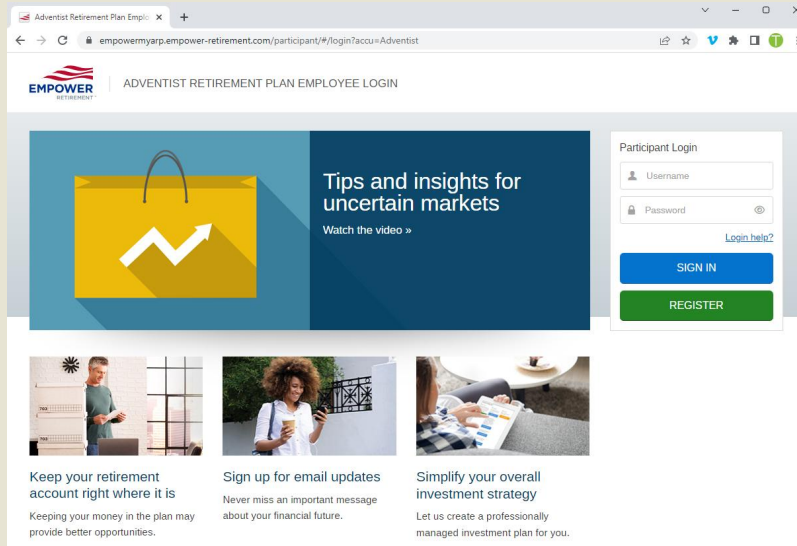 Adventist Retirement Plan Emplo
empowermyarp.empower-retirement.com/participant/#/login?accu=Adventist
EMPOWER
RETIREMENT
ADVENTIST RETIREMENT PLAN EMPLOYEE LOGIN
Tips and insights for
uncertain markets
Watch the video »
Participant Login
Username
Password
Login help?
SIGN IN
REGISTER
Keep your retirement
account right where it is
Keeping your money in the plan may
provide better opportunities.
Sign up for email updates
Never miss an important message
about your financial future.
Simplify your overall
investment strategy
Let us create a professionally
managed investment plan for you.